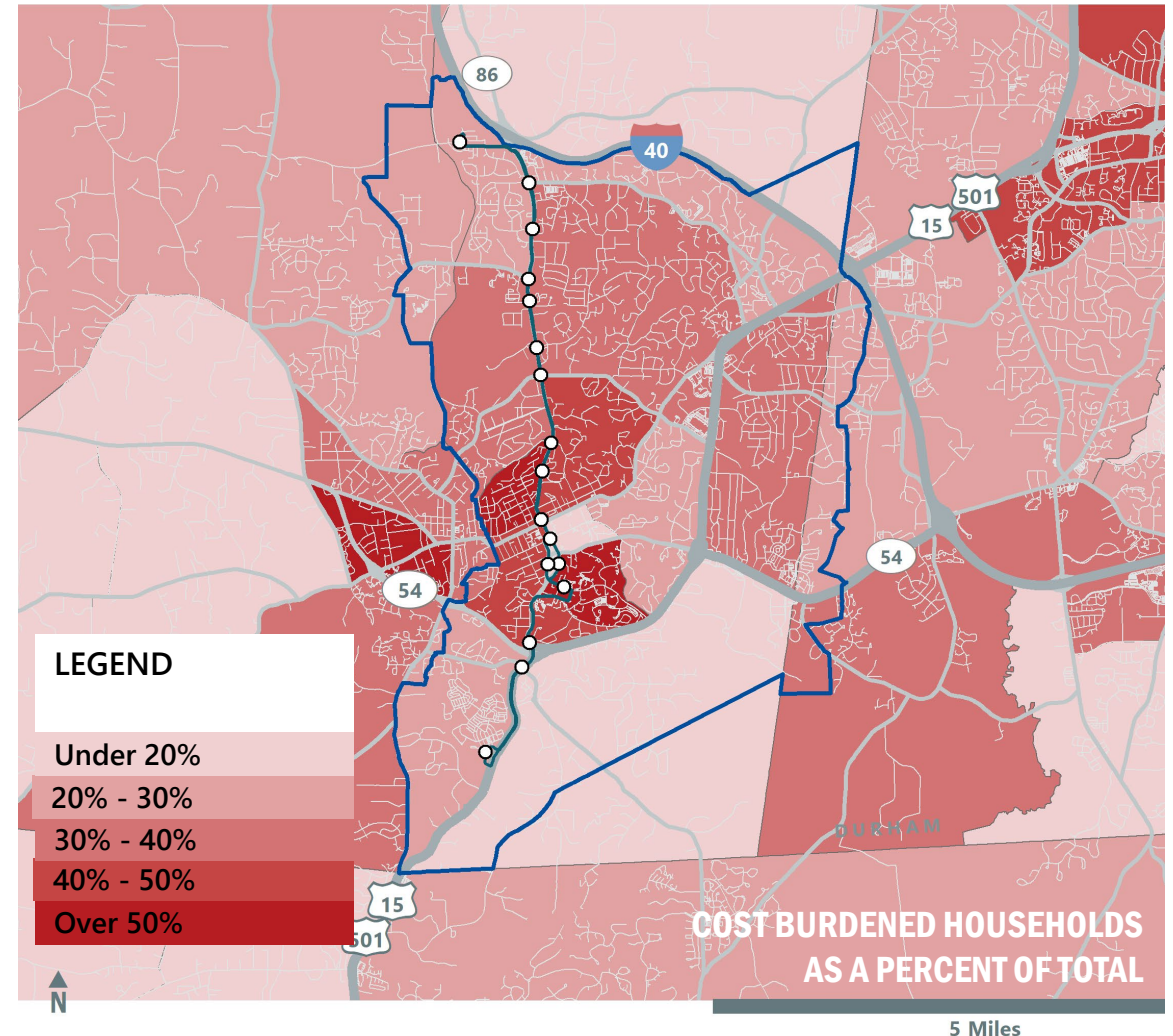 86
40
501
15
54
54
LEGEND
Under 20%
20% - 30%
30% - 40%
40% - 50%
Over 50%
DURHAM
15
501
COST BURDENED HOUSEHOLDS
AS A PERCENT OF TOTAL
N
5 Miles